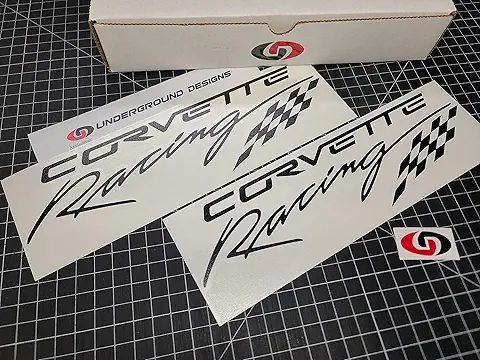 UNDERGROUND DESIGNS
CORVETTE
Racing
CORVETTE
Racing